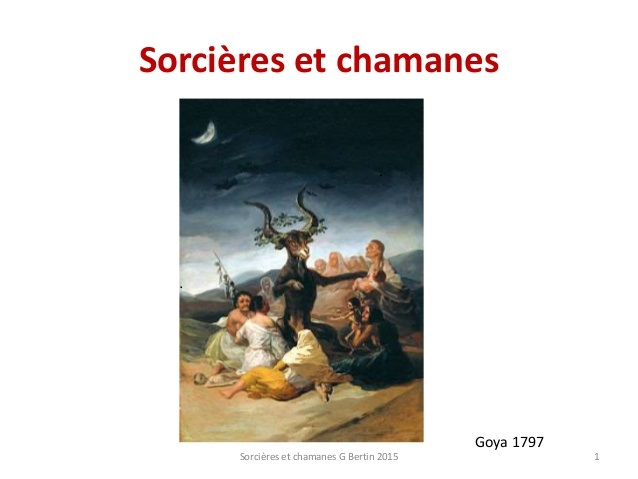 Sorcières et chamanes
Goya 1797
Sorcières et chamanes G Bertin 2015
1